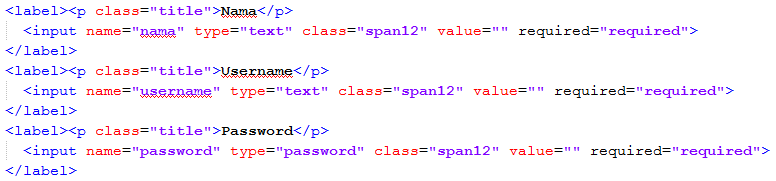 <label><p class="title">Nama</p>
<input name="nama" type="text" class="span12" value="" required="required">
</label>
<label><p class="title">Username</p>
<input name="username" type="text" class="span12" value="" required="required">
</label>
<label><p class="title">Password</p>
<input name="password" type="password" class="span12" value="" required="required">
</label>